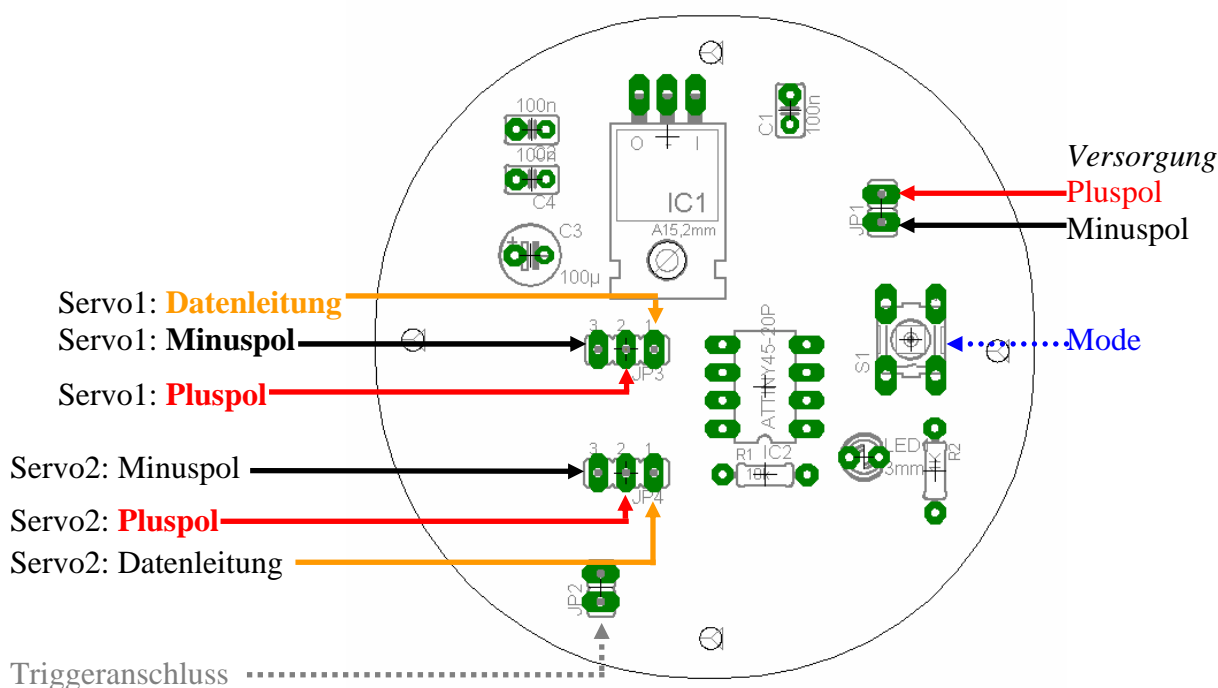 100n
C1
100n
O - I
100n
Versorgung
Pluspol
JP1
C4
IC1
A15,2mm
Minuspol
C3
+
100µ
Servo1: Datenleitung
3 2 1
Servo1: Minuspol
JP3
ATTINY45-20P
S1
Mode
Servo1: Pluspol
3 2 1
R1
IC2
LED
R2
Servo2: Minuspol
10k
3mm
JP4
Servo2: Pluspol
Servo2: Datenleitung
JP2
Triggeranschluss